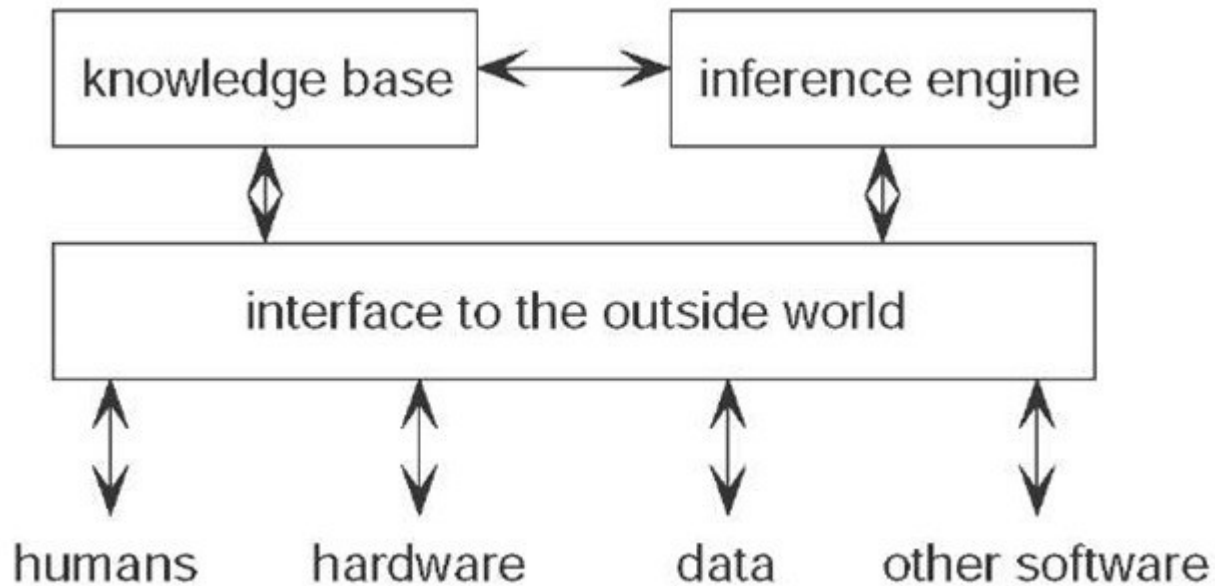 knowledge base
inference engine
interface to the outside world
humans
hardware
data
other software